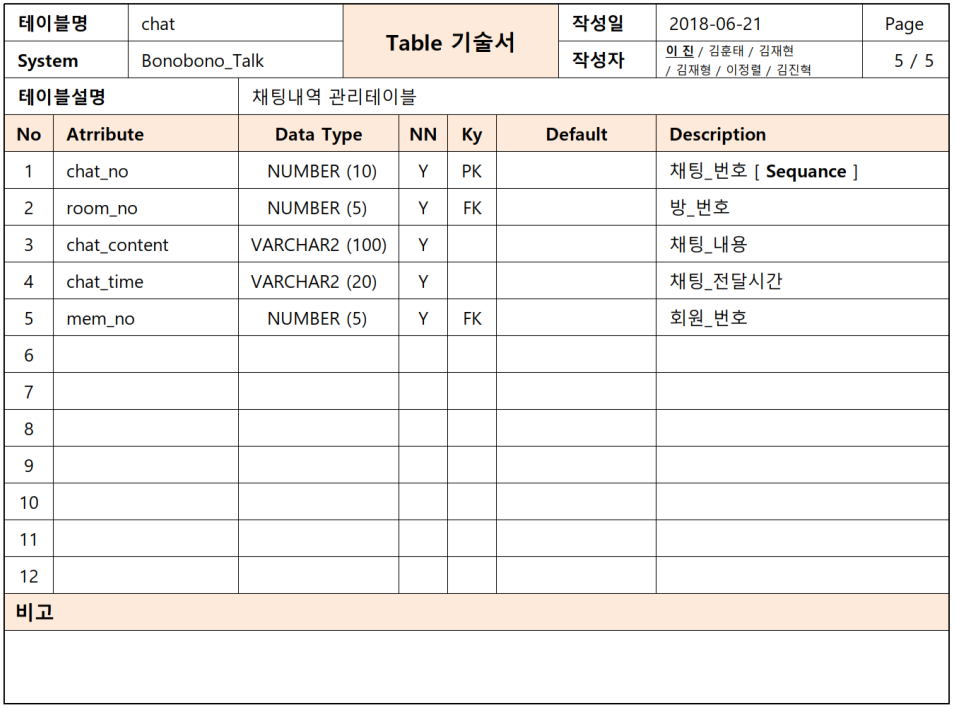 테이블명 chat Table 기술서 작성일 2018-06-21 Page
System Bonobono_Talk 작성자 이 진 / 김훈태 / 김재현
/ 김재형 / 이정렬 / 김진혁 5 / 5
테이블설명 채팅내역 관리테이블
No Atrribute Data Type NN Ky Default Description
1 chat_no NUMBER (10) Y PK 채팅_번호 [ Sequance ]
2 room_no NUMBER (5) Y FK 방_번호
3 chat_content VARCHAR2 (100) Y 채팅_내용
4 chat_time VARCHAR2 (20) Y 채팅_전달시간
5 mem_no NUMBER (5) Y FK 회원_번호
6
7
8
9
10
11
12
비고